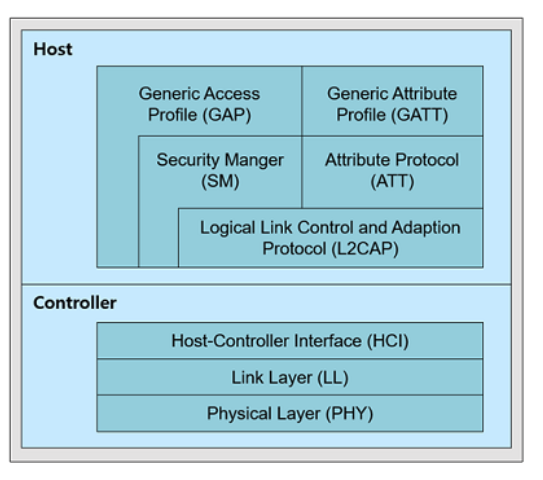 Host
Generic Access
Profile (GAP)
Generic Attribute
Profile (GATT)
Security Manger
(SM)
Attribute Protocol
(ATT)
Logical Link Control and Adaption
Protocol (L2CAP)
Controller
Host-Controller Interface (HCI)
Link Layer (LL)
Physical Layer (PHY)